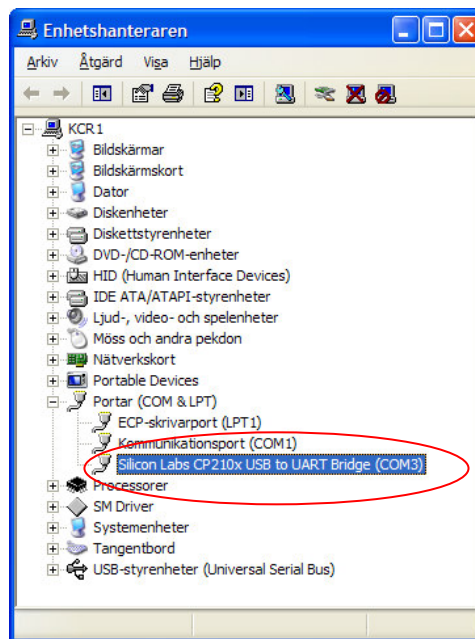 Enhetshanteraren
Arkiv Åtgärd Visa Hjälp
KCR1
Bildskärmar
Bildskärmskort
Dator
Diskenheter
Diskettstyrenheter
DVD-/CD-ROM-enheter
HID (Human Interface Devices)
IDE ATA/ATAPI-styrenheter
Ljud-, video- och spelenheter
Möss och andra pekdon
Nätverkskort
Portable Devices
Portar (COM & LPT)
ECP-skrivarport (LPT1)
Kommunikationsport (COM1)
Silicon Labs CP210x USB to UART Bridge (COM3)
Processorer
SM Driver
Systemenheter
Tangentbord
USB-styrenheter (Universal Serial Bus)